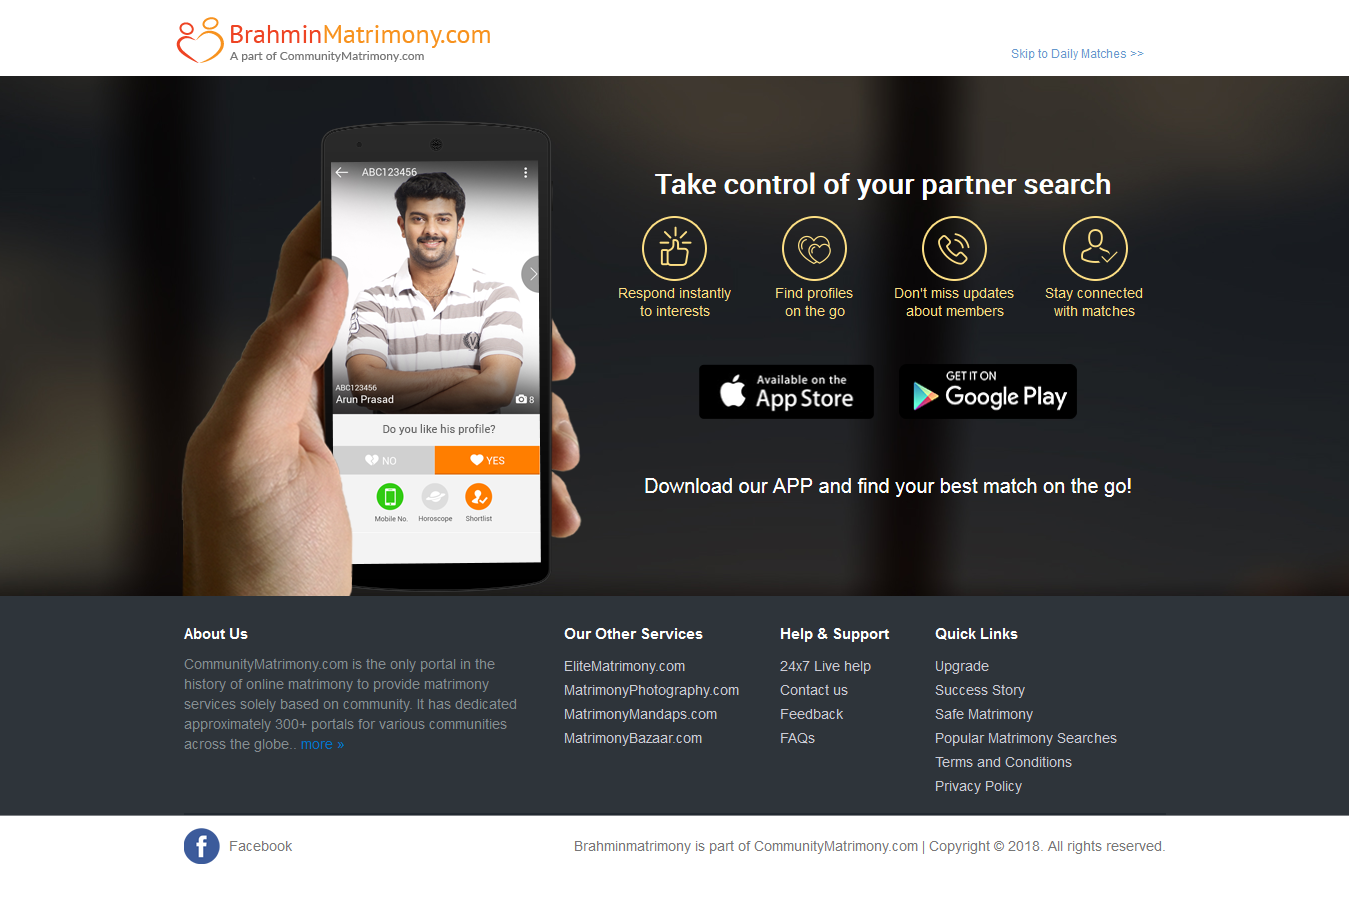 BrahminMatrimony.com
A part of CommunityMatrimony.com
Skip to Daily Matches >>
ABC123456
ABC123456
Arun Prasad
8
Do you like his profile?
NO
YES
Mobile No.
Horoscope
Shortlist
Take control of your partner search
Respond instantly
to interests
Find profiles
on the go
Don't miss updates
about members
Stay connected
with matches
Available on the
App Store
GET IT ON
Google Play
Download our APP and find your best match on the go!
About Us
CommunityMatrimony.com is the only portal in the
history of online matrimony to provide matrimony
services solely based on community. It has dedicated
approximately 300+ portals for various communities
across the globe.. more »
Our Other Services
EliteMatrimony.com
MatrimonyPhotography.com
MatrimonyMandaps.com
MatrimonyBazaar.com
Help & Support
24x7 Live help
Contact us
Feedback
FAQs
Quick Links
Upgrade
Success Story
Safe Matrimony
Popular Matrimony Searches
Terms and Conditions
Privacy Policy
Facebook
Brahminmatrimony is part of CommunityMatrimony.com | Copyright © 2018. All rights reserved.